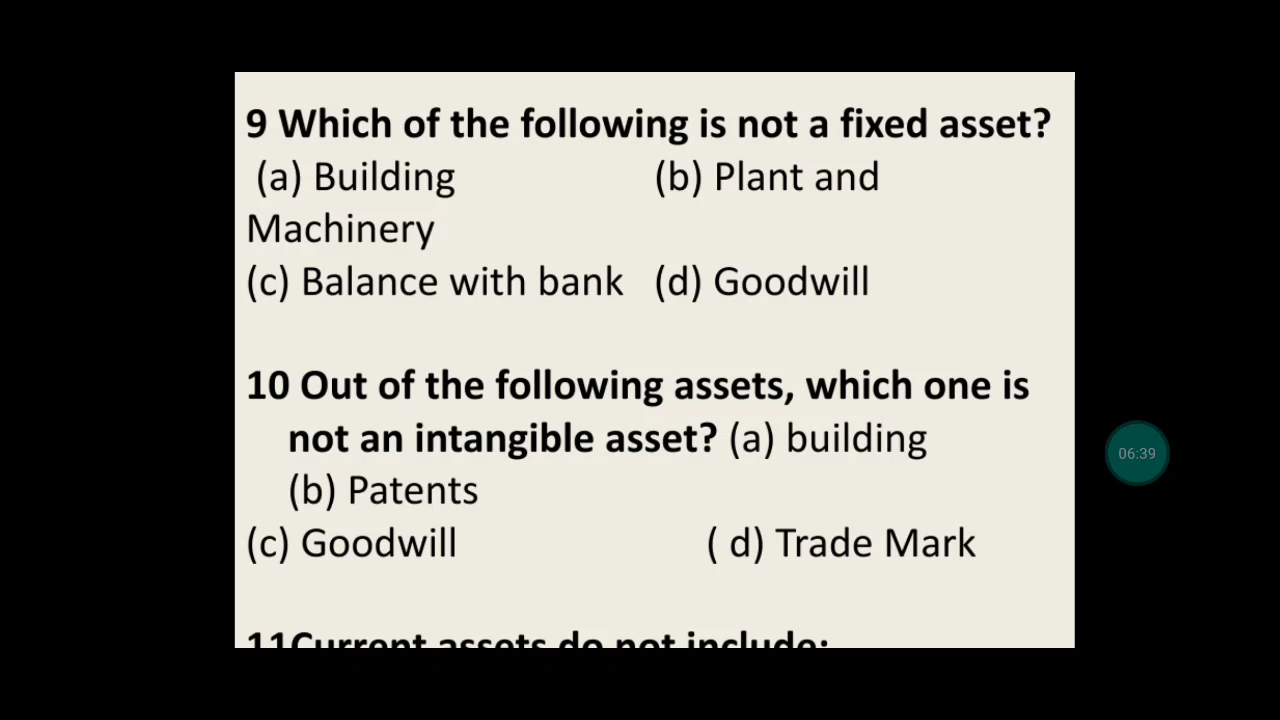 9 Which of the following is not a fixed asset?
(a) Building (b) Plant and
Machinery
(c) Balance with bank (d) Goodwill
10 Out of the following assets, which one is
not an intangible asset? (a) building
(b) Patents
(c) Goodwill ( d) Trade Mark
06:39
11Current assets do not include: